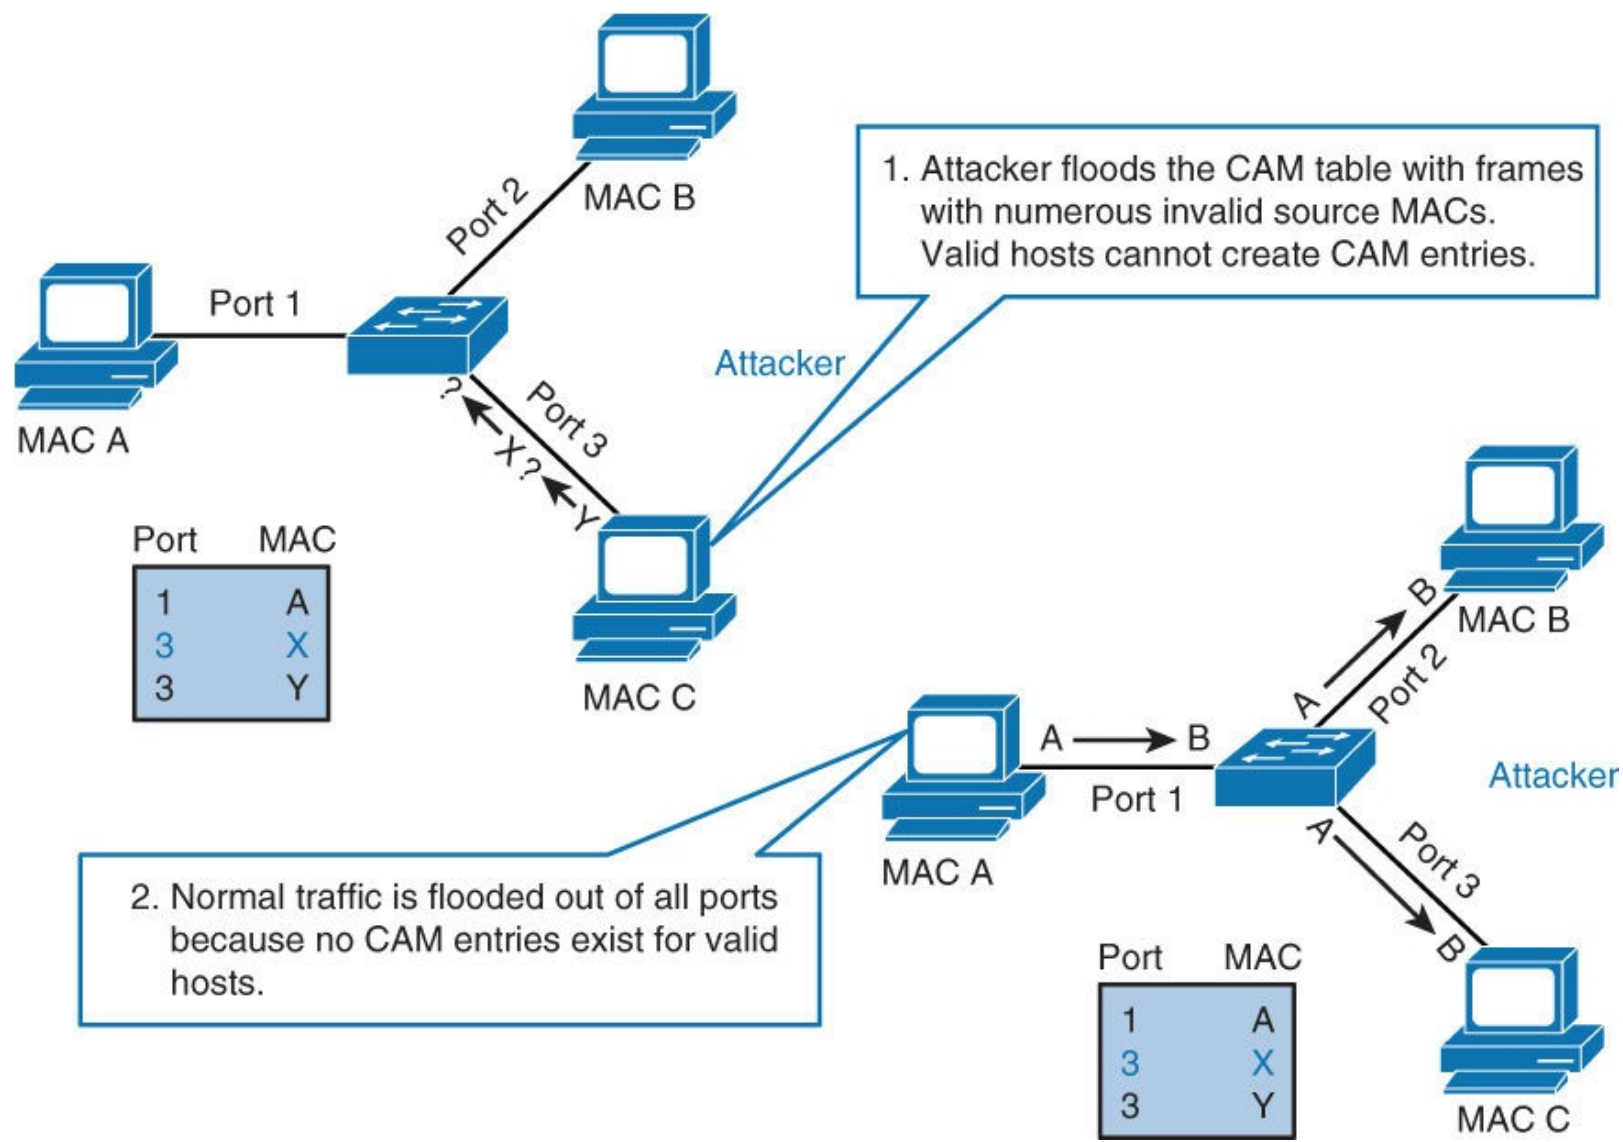 MAC B
Port 2
1. Attacker floods the CAM table with frames
with numerous invalid source MACs.
Valid hosts cannot create CAM entries.
Port 1
Attacker
MAC A
?
Port 3
X ?
Y
Port MAC
1 A
3 X
3 Y
MAC C
B
MAC B
A
Port 2
A B
Port 1
Attacker
MAC A
A
Port 3
B
2. Normal traffic is flooded out of all ports
because no CAM entries exist for valid
hosts.
Port MAC
1 A
3 X
3 Y
MAC C